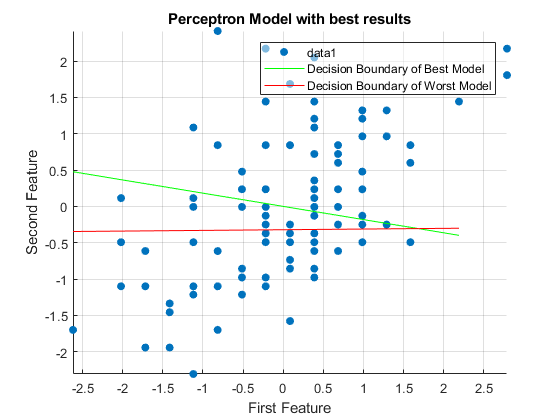 Perceptron Model with best results
data1
Decision Boundary of Best Model
Decision Boundary of Worst Model
2
1.5
1
0.5
0
-0.5
-1
-1.5
-2
Second Feature
-2.5 -2 -1.5 -1 -0.5 0 0.5 1 1.5 2 2.5
First Feature